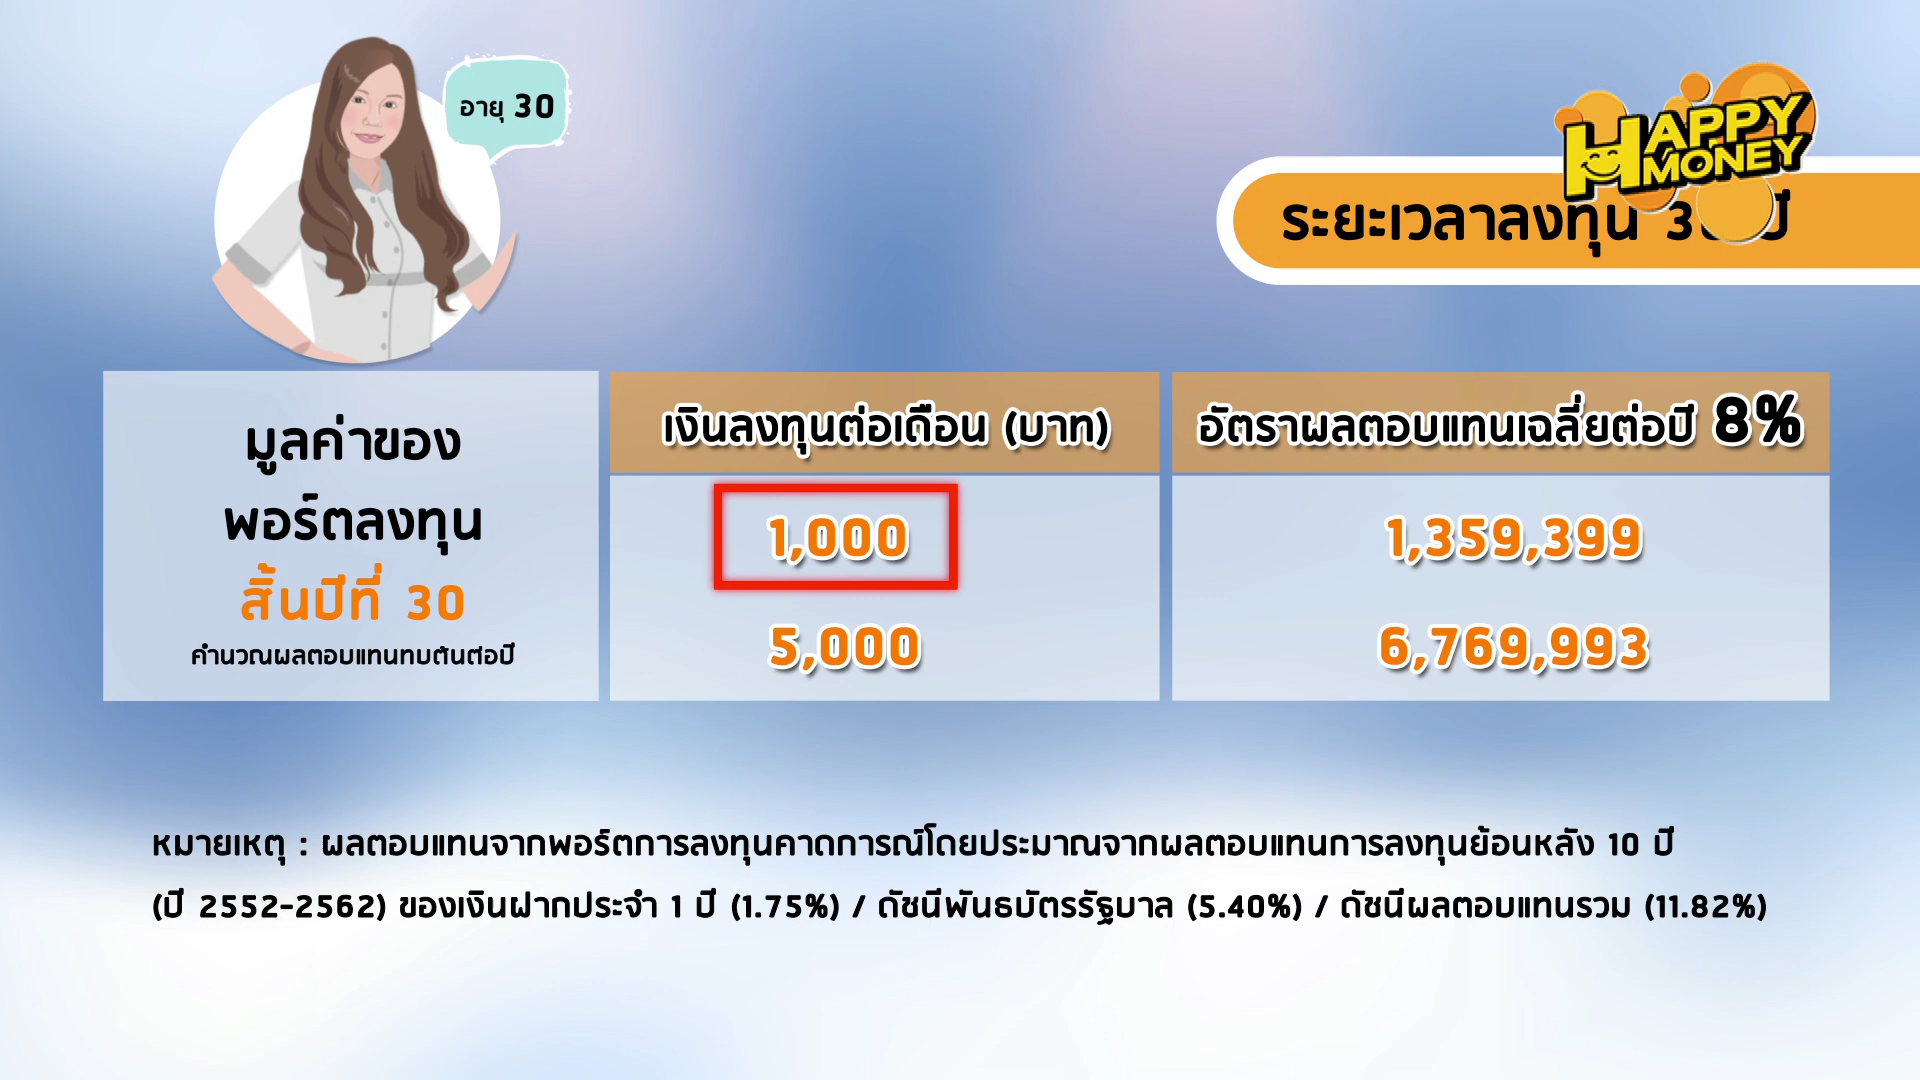 อายุ 30
HAPPY
MONEY
ระยะเวลาลงทุน 30 ปี
มูลค่าของ
พอร์ตลงทุน
สิ้นปีที่ 30
คำนวณผลตอบแทนทบต้นต่อปี
เงินลงทุนต่อเดือน (บาท)
อัตราผลตอบแทนเฉลี่ยต่อปี 8%
1,000
1,359,399
5,000
6,769,993
หมายเหตุ : ผลตอบแทนจากพอร์ตการลงทุนคาดการณ์โดยประมาณจากผลตอบแทนการลงทุนย้อนหลัง 10 ปี
(ปี 2552-2562) ของเงินฝากประจำ 1 ปี (1.75%) / ดัชนีพันธบัตรรัฐบาล (5.40%) / ดัชนีผลตอบแทนรวม (11.82%)